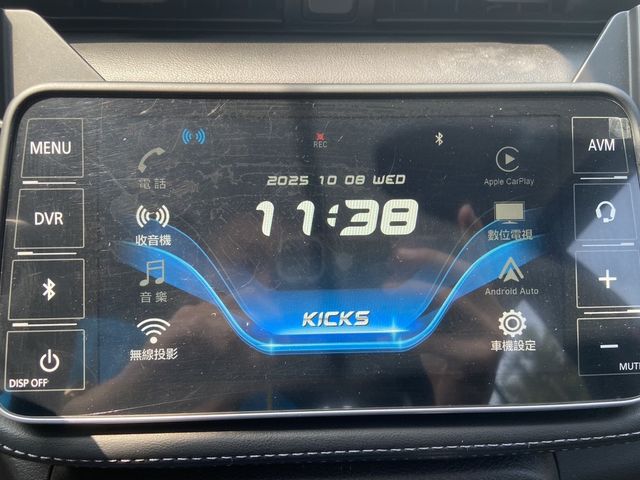 MENU
DVR
DISP OFF
REC
電話
收音機
音樂
無線投影
2025 10 08 WED
11:38
KICKS
Apple CarPlay
數位電視
Android Auto
車機設定
AVM
+
−
MUTE